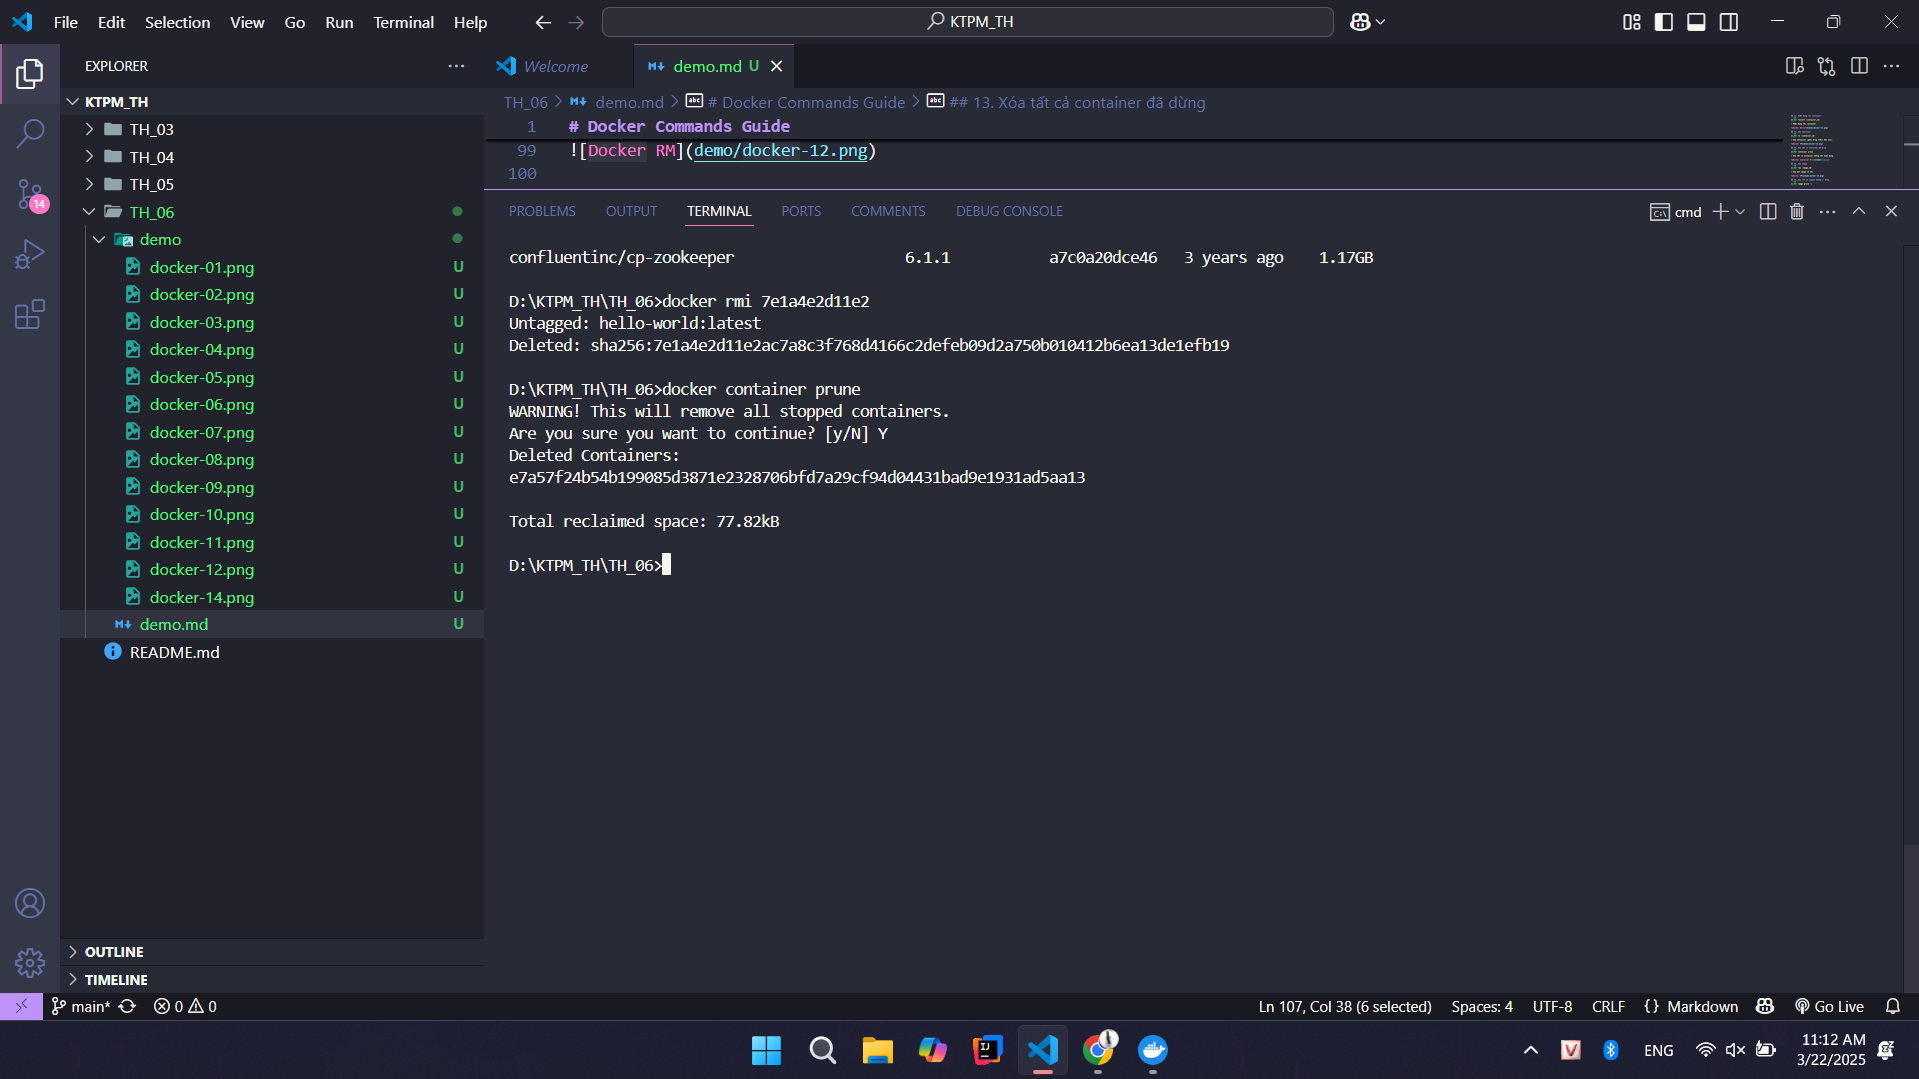 File Edit Selection View Go Run Terminal Help
KTPM_TH
EXPLORER
KTPM_TH
TH_03
TH_04
TH_05
TH_06
demo
docker-01.png U
docker-02.png U
docker-03.png U
docker-04.png U
docker-05.png U
docker-06.png U
docker-07.png U
docker-08.png U
docker-09.png U
docker-10.png U
docker-11.png U
docker-12.png U
docker-14.png U
demo.md U
README.md
OUTLINE
TIMELINE
14
Welcome
demo.md U
TH_06 > demo.md > # Docker Commands Guide > ## 13. Xóa tất cả container đã dừng
1 # Docker Commands Guide
99 ![Docker RM](demo/docker-12.png)
100
PROBLEMS OUTPUT TERMINAL PORTS COMMENTS DEBUG CONSOLE
cmd
confluentinc/cp-zookeeper 6.1.1 a7c0a20dce46 3 years ago 1.17GB
D:\KTPM_TH\TH_06>docker rmi 7e1a4e2d11e2
Untagged: hello-world:latest
Deleted: sha256:7e1a4e2d11e2ac7a8c3f768d4166c2defeb09d2a750b010412b6ea13de1efb19
D:\KTPM_TH\TH_06>docker container prune
WARNING! This will remove all stopped containers.
Are you sure you want to continue? [y/N] Y
Deleted Containers:
e7a57f24b54b199085d3871e2328706bfd7a29cf94d04431bad9e1931ad5aa13
Total reclaimed space: 77.82kB
D:\KTPM_TH\TH_06>
main* 0 0
Ln 107, Col 38 (6 selected) Spaces: 4 UTF-8 CRLF {} Markdown Go Live
ENG
11:12 AM
3/22/2025